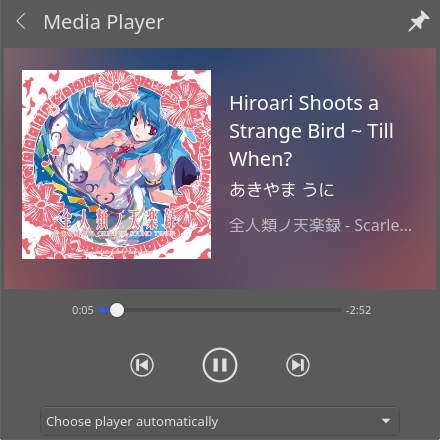 Media Player
全人類ノ天楽録
Hiroari Shoots a
Strange Bird ~ Till
When?
あきやま うに
全人類ノ天楽録 - Scarle...
0:05
-2:52
Choose player automatically